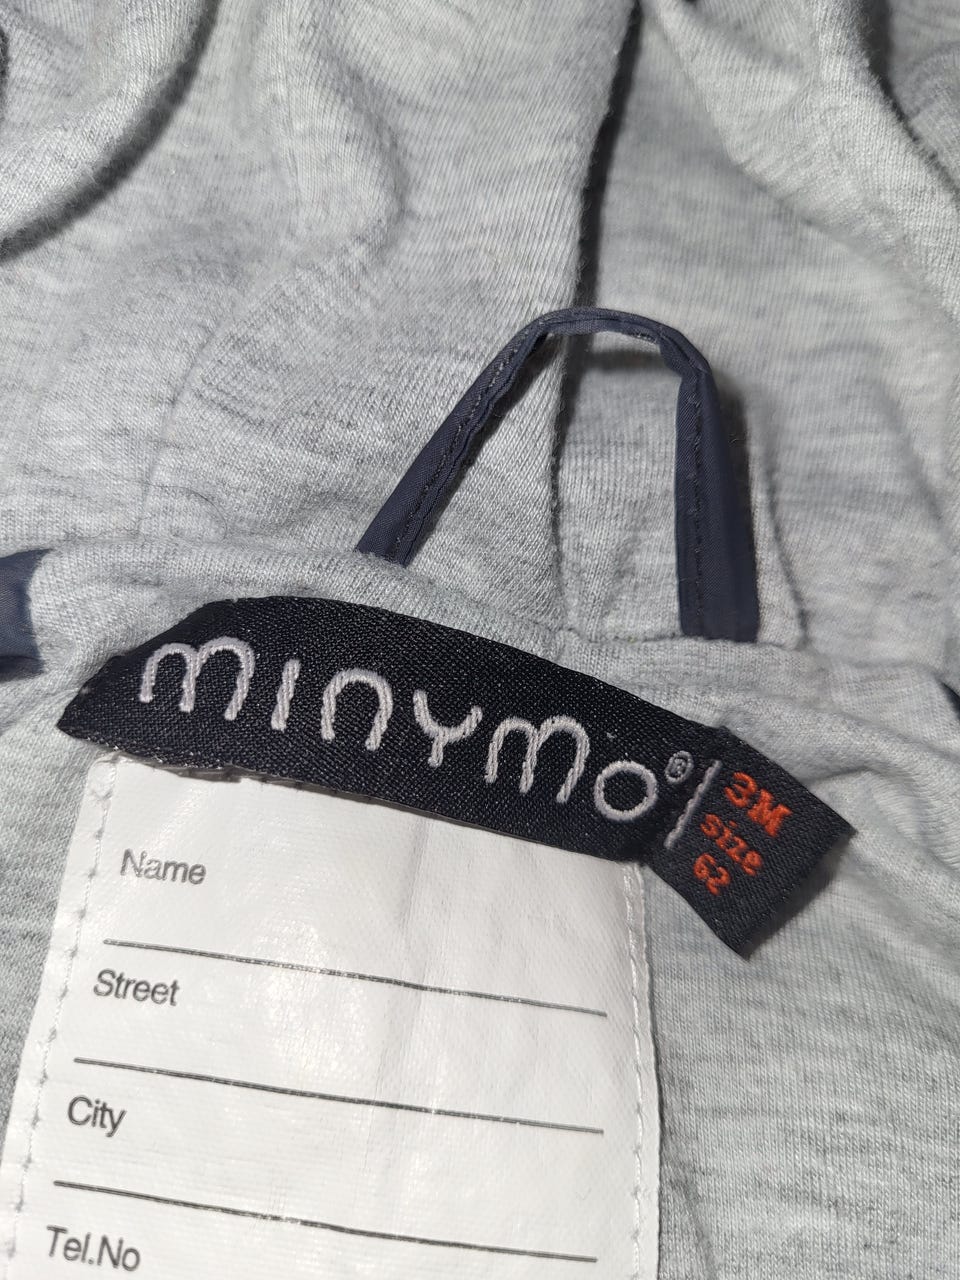 minymo®
3M
size
62
Name
Street
City
Tel.No